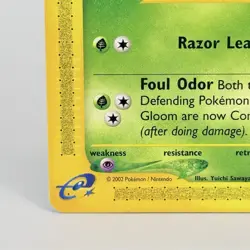 Razor Lea
Foul Odor Both t
Defending Pokémon
Gloom are now Con
(after doing damage).
weakness resistance retr
© 2002 Pokémon / Nintendo Illus. Yuichi Sawaya
e